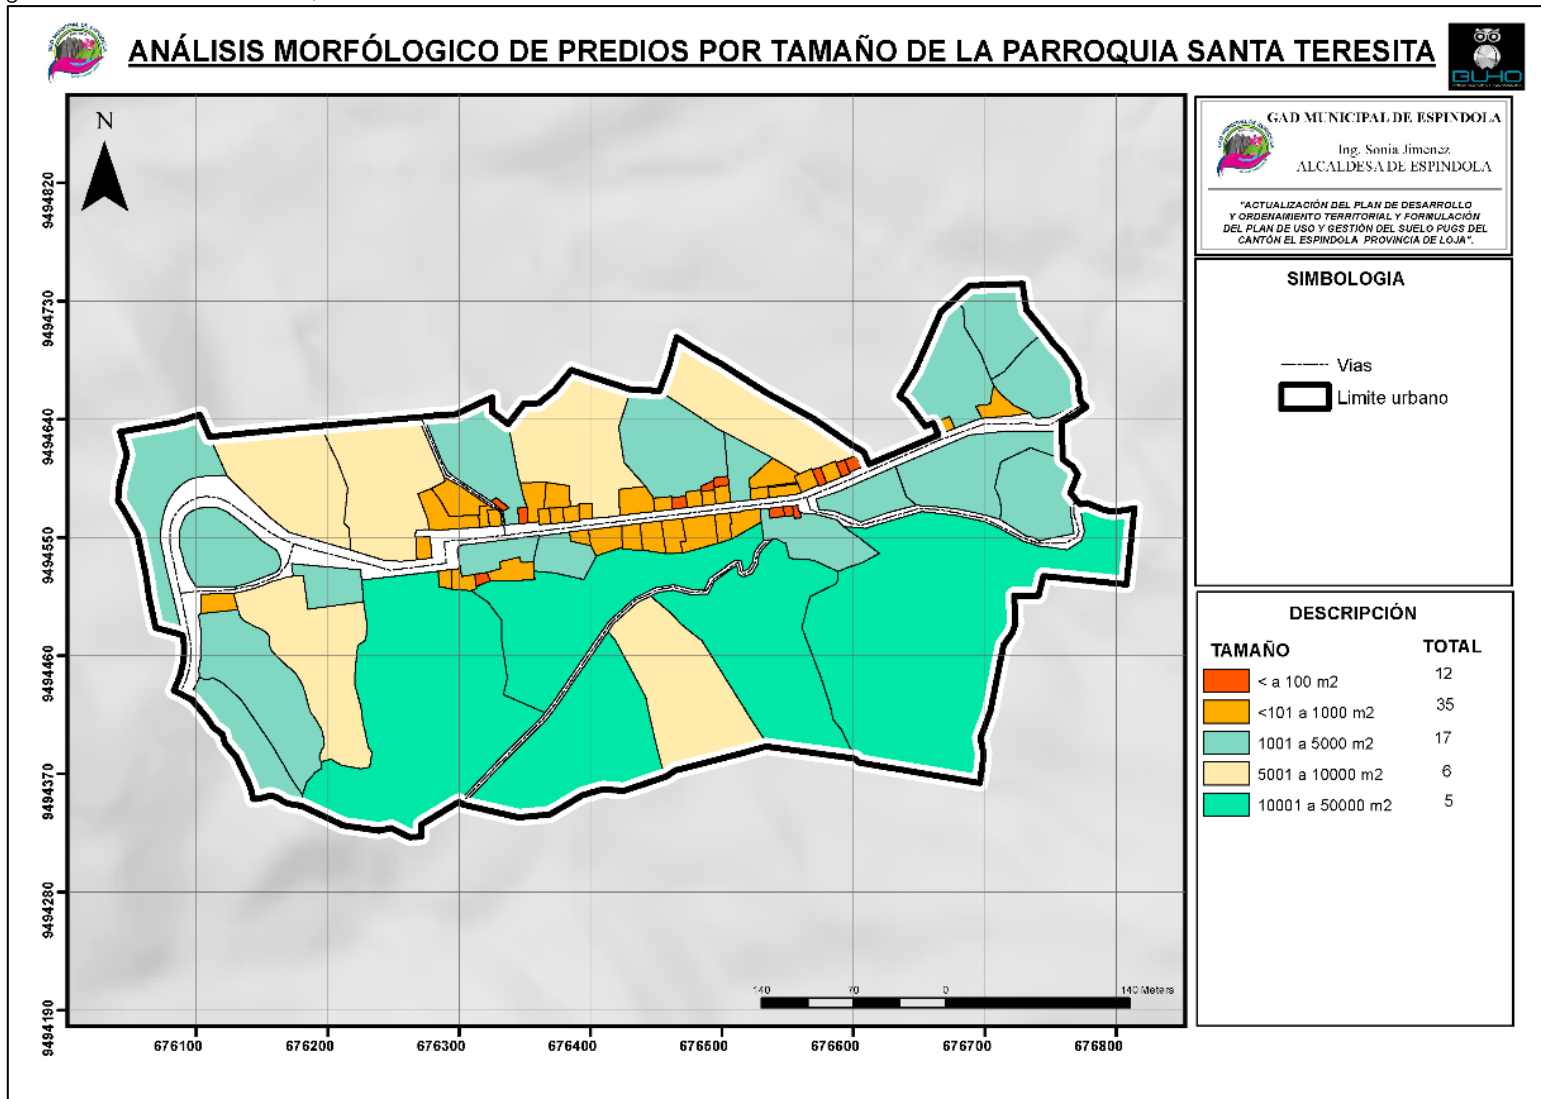 ANÁLISIS MORFÓLOGICO DE PREDIOS POR TAMAÑO DE LA PARROQUIA SANTA TERESITA
BUHO
GAD MUNICIPAL DE ESPINDOLA
Ing. Sonia Jimenez
ALCALDESA DE ESPINDOLA
"ACTUALIZACIÓN DEL PLAN DE DESARROLLO
Y ORDENAMIENTO TERRITORIAL Y FORMULACIÓN
DEL PLAN DE USO Y GESTIÓN DEL SUELO PUGS DEL
CANTÓN EL ESPINDOLA PROVINCIA DE LOJA".
SIMBOLOGIA
Vias
Limite urbano
DESCRIPCIÓN
TAMAÑO TOTAL
< a 100 m2 12
<101 a 1000 m2 35
1001 a 5000 m2 17
5001 a 10000 m2 6
10001 a 50000 m2 5
N
9494820
9494730
9494640
9494550
9494460
9494370
9494280
9494190
140 70 0 140 Meters
676100 676200 676300 676400 676500 676600 676700 676800